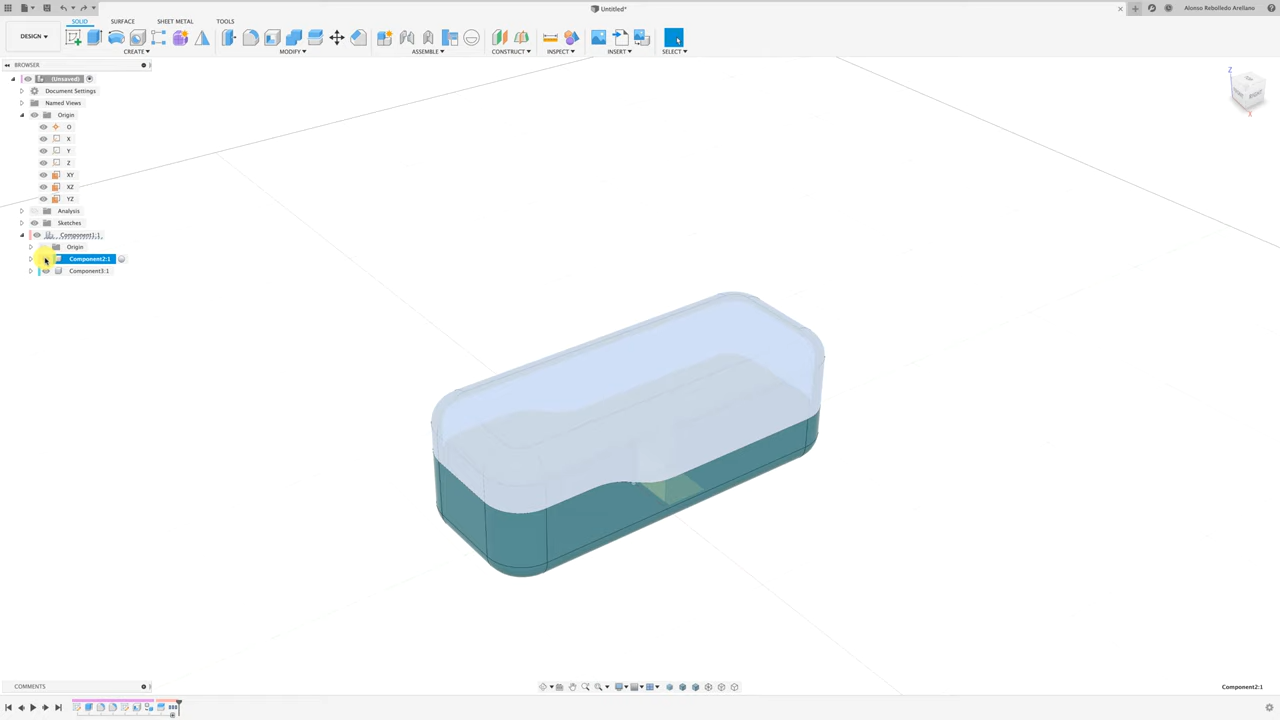 Untitled*
Alonso Rebolledo Arellano
DESIGN
SOLID SURFACE SHEET METAL TOOLS
CREATE MODIFY ASSEMBLE CONSTRUCT INSPECT INSERT SELECT
BROWSER
(Unsaved)
Document Settings
Named Views
Origin
O
X
Y
Z
XY
XZ
YZ
Analysis
Sketches
Component1:1
Origin
Component2:1
Component3:1
Z
X
COMMENTS
Component2:1